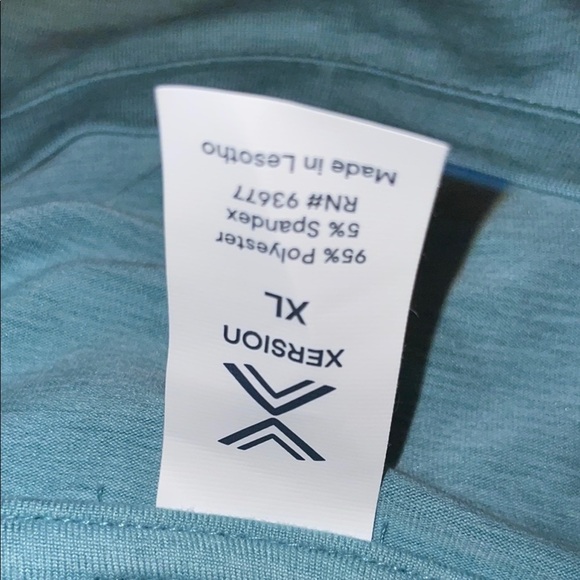 XERSION
XL
95% Polyester
5% Spandex
RN# 93677
Made in Lesotho